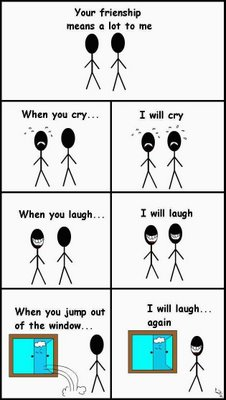 Your frienship
means a lot to me
When you cry...
I will cry
When you laugh...
I will laugh
When you jump out
of the window...
I will laugh...
again